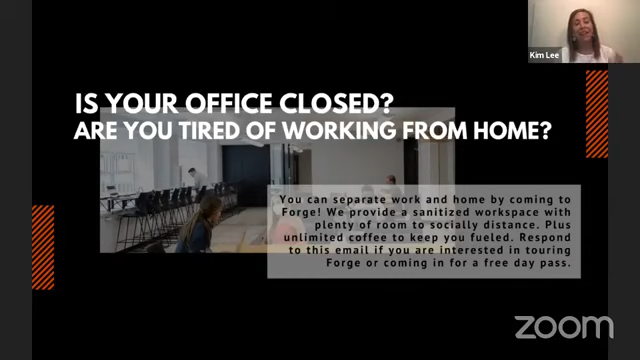 Kim Lee
IS YOUR OFFICE CLOSED?
ARE YOU TIRED OF WORKING FROM HOME?
You can separate work and home by coming to
Forge! We provide a sanitized workspace with
plenty of room to socially distance. Plus
unlimited coffee to keep you fueled. Respond
to this email if you are interested in touring
Forge or coming in for a free day pass.
zoom